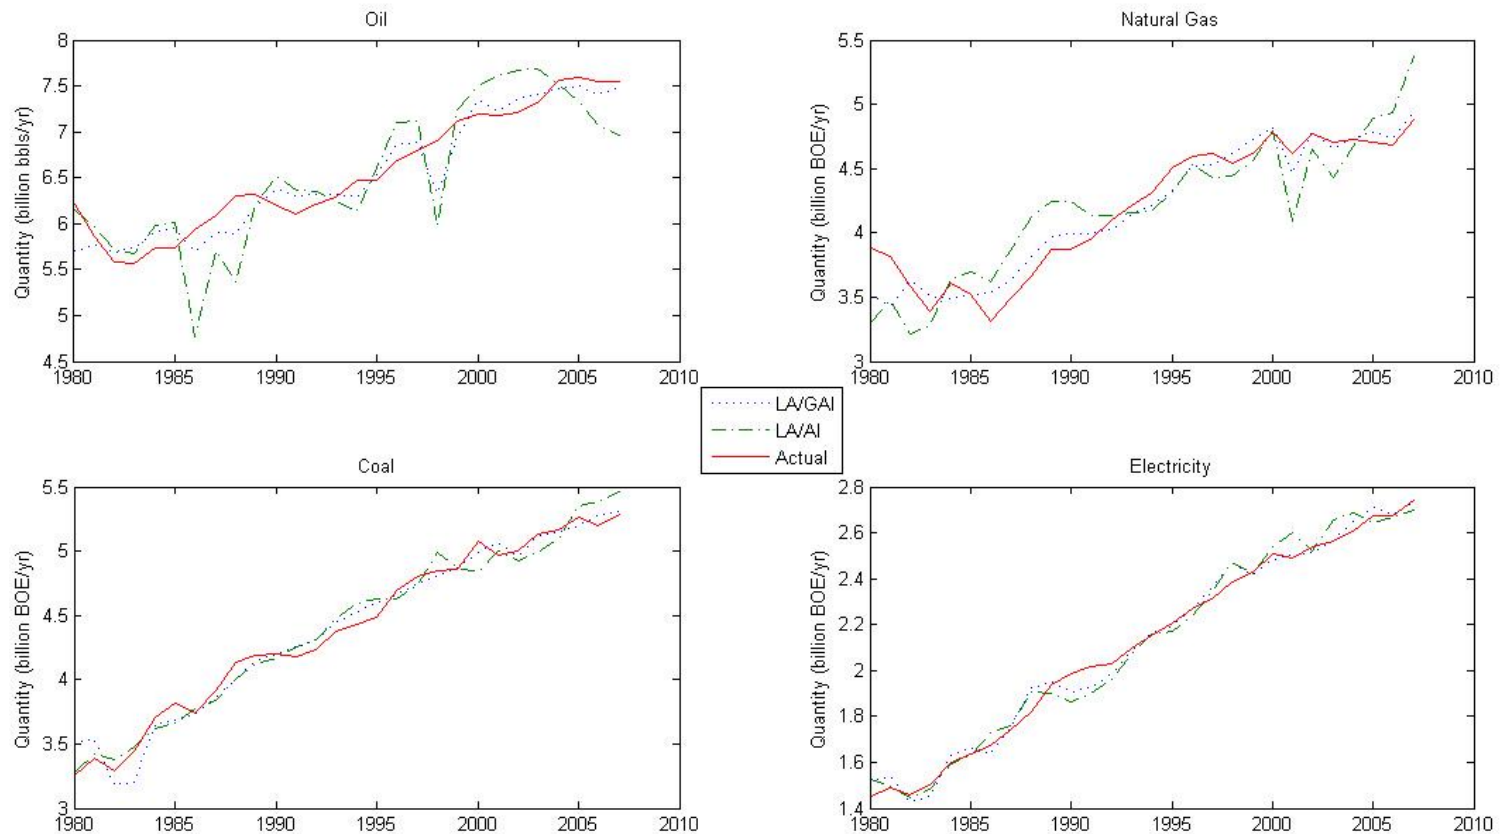 Oil
Quantity (billion bbls/yr)
8
7.5
7
6.5
6
5.5
5
4.5
1980 1985 1990 1995 2000 2005 2010
Natural Gas
Quantity (billion BOE/yr)
5.5
5
4.5
4
3.5
3
1980 1985 1990 1995 2000 2005 2010
LA/GAI
LA/AI
Actual
Coal
Quantity (billion BOE/yr)
5.5
5
4.5
4
3.5
3
1980 1985 1990 1995 2000 2005 2010
Electricity
Quantity (billion BOE/yr)
2.8
2.6
2.4
2.2
2
1.8
1.6
1.4
1980 1985 1990 1995 2000 2005 2010